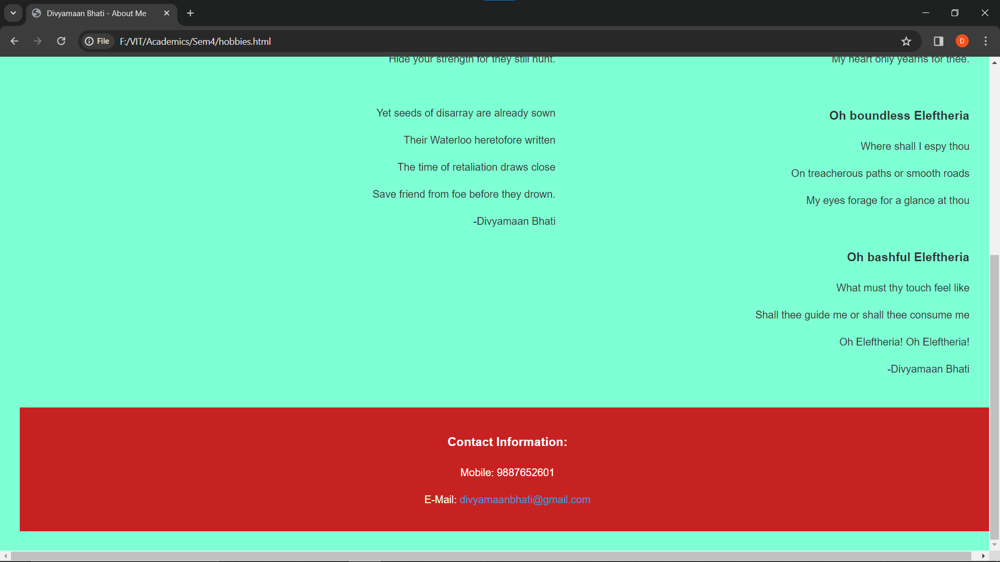 Divyamaan Bhati - About Me
File
F:/VIT/Academics/Sem4/hobbies.html
D
Hide your strength for they still hunt.
Yet seeds of disarray are already sown
Their Waterloo heretofore written
The time of retaliation draws close
Save friend from foe before they drown.
-Divyamaan Bhati
My heart only yearns for thee.
Oh boundless Eleftheria
Where shall I espy thou
On treacherous paths or smooth roads
My eyes forage for a glance at thou
Oh bashful Eleftheria
What must thy touch feel like
Shall thee guide me or shall thee consume me
Oh Eleftheria! Oh Eleftheria!
-Divyamaan Bhati
Contact Information:
Mobile: 9887652601
E-Mail: divyamaanbhati@gmail.com